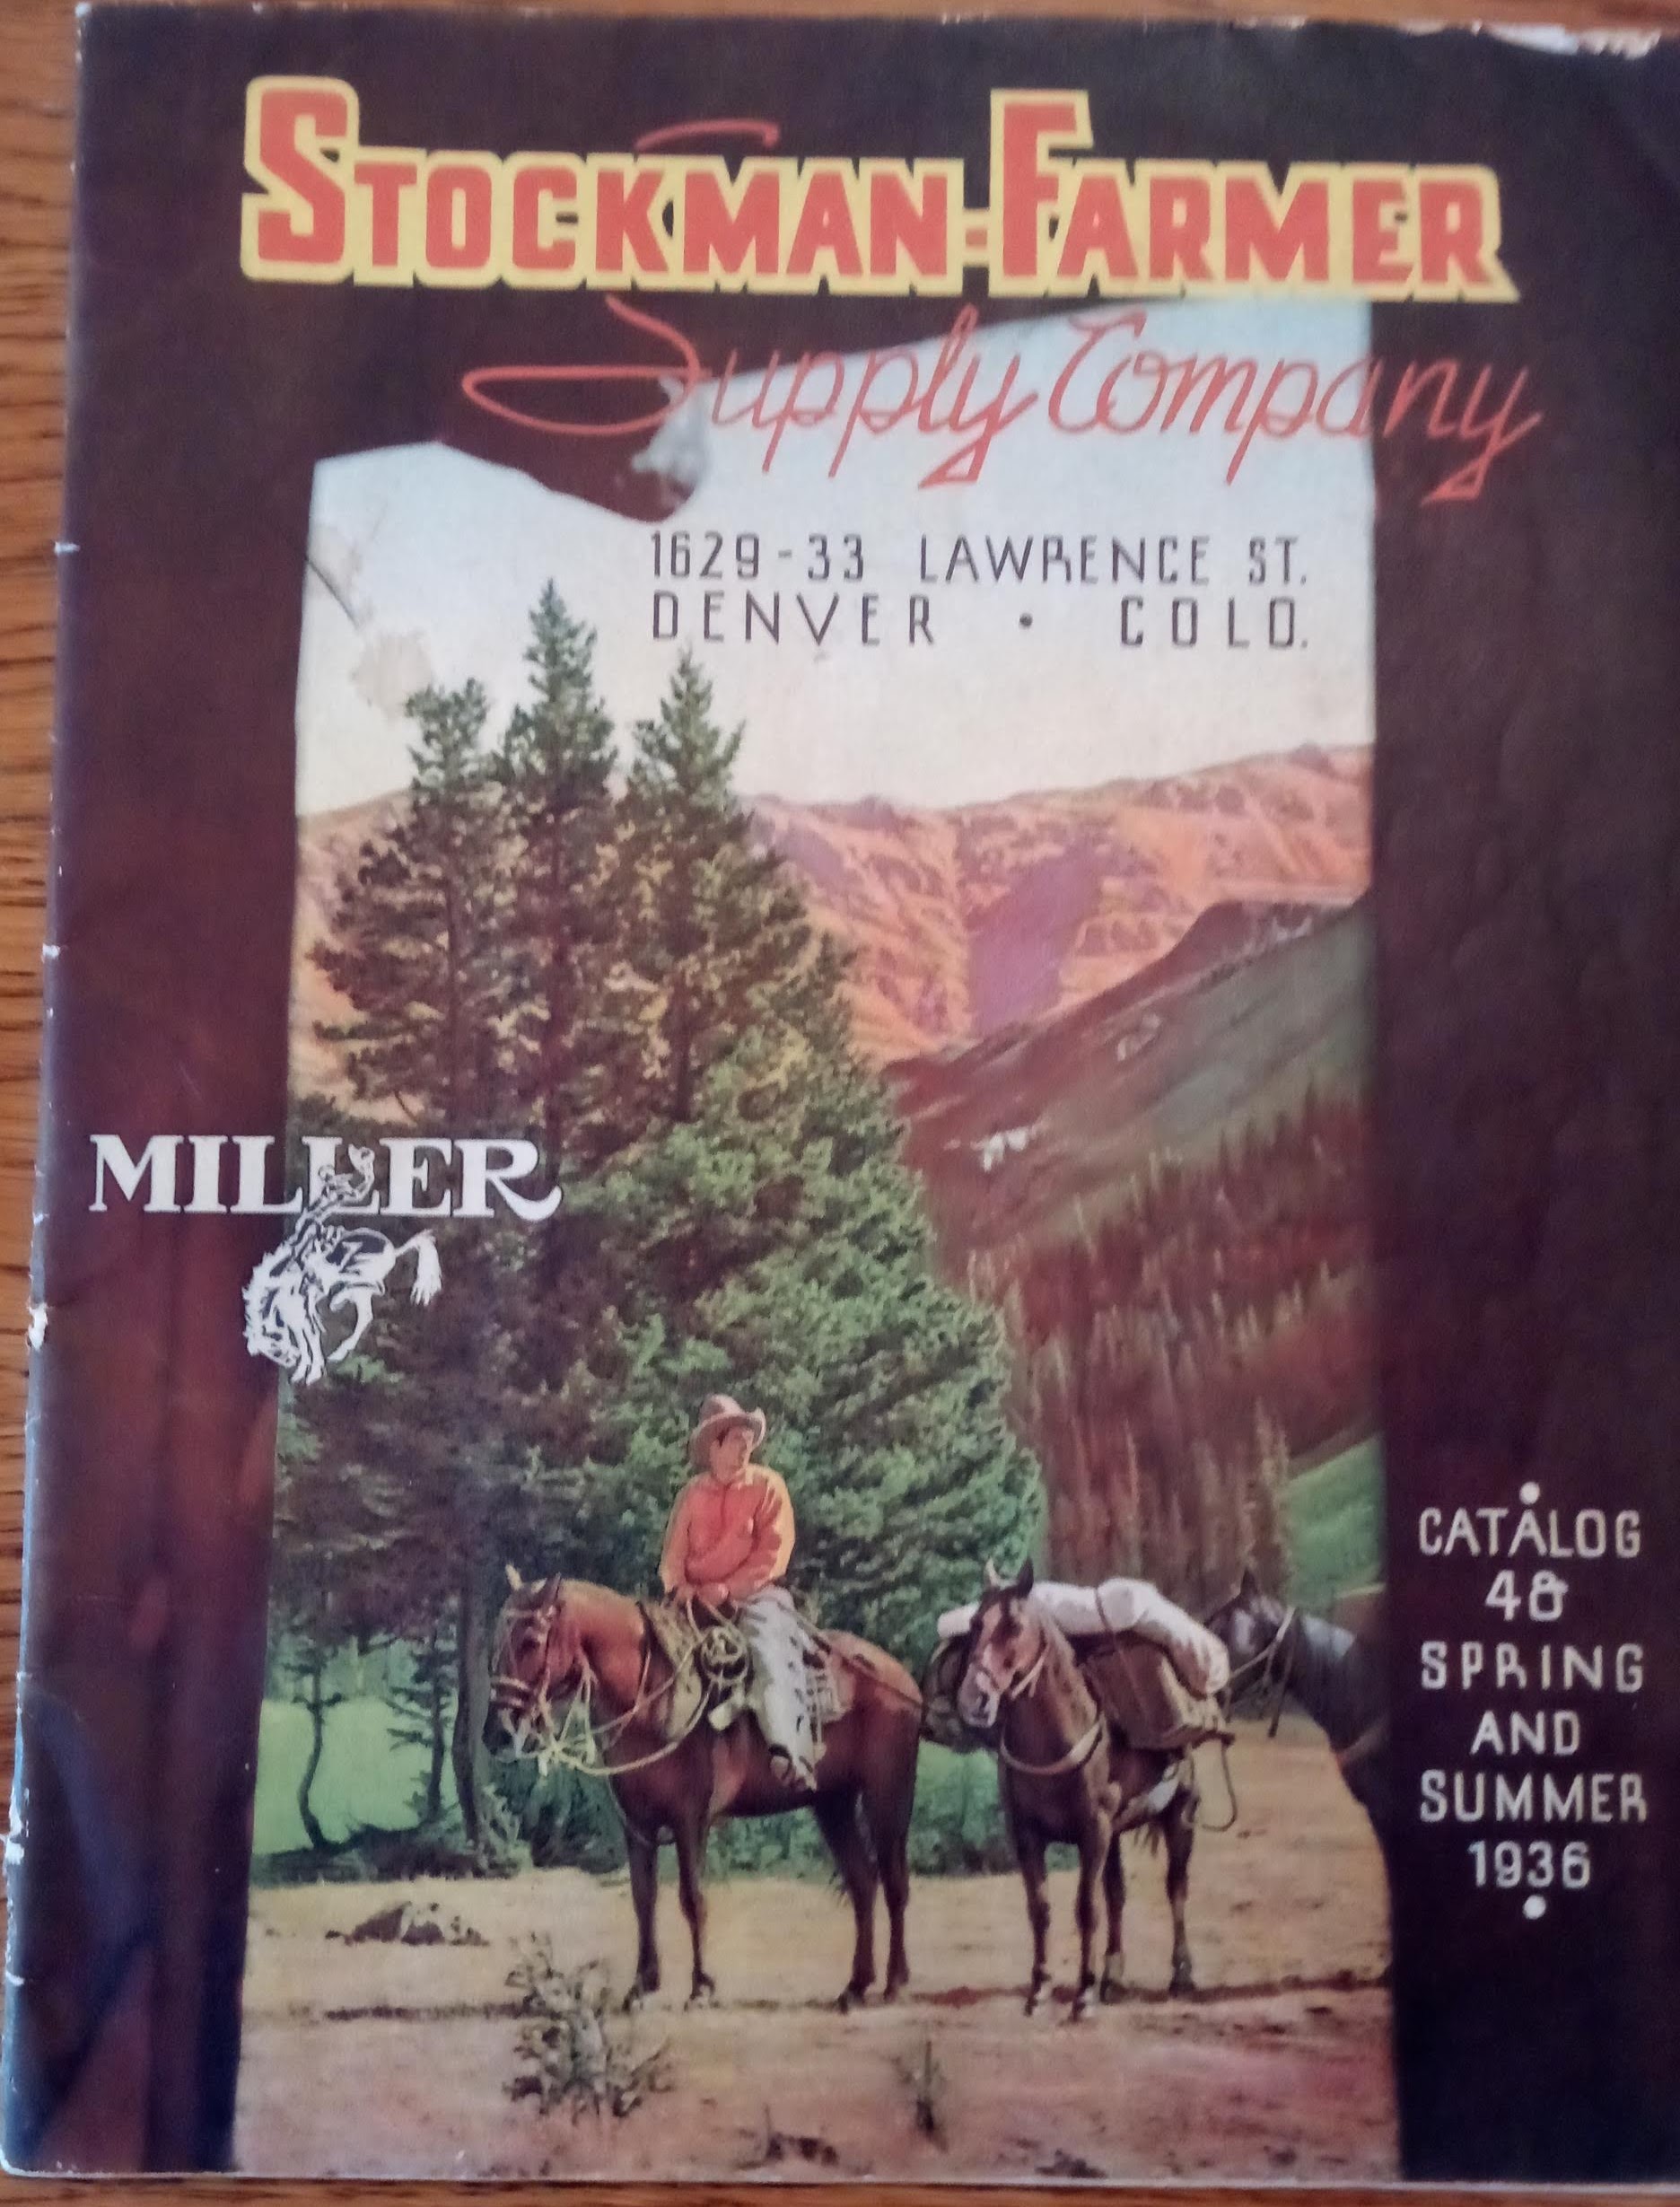 STOCKMAN-FARMER
Supply Company
1629-33 LAWRENCE ST.
DENVER • COLO.
MILLER
CATALOG
48
SPRING
AND
SUMMER
1936